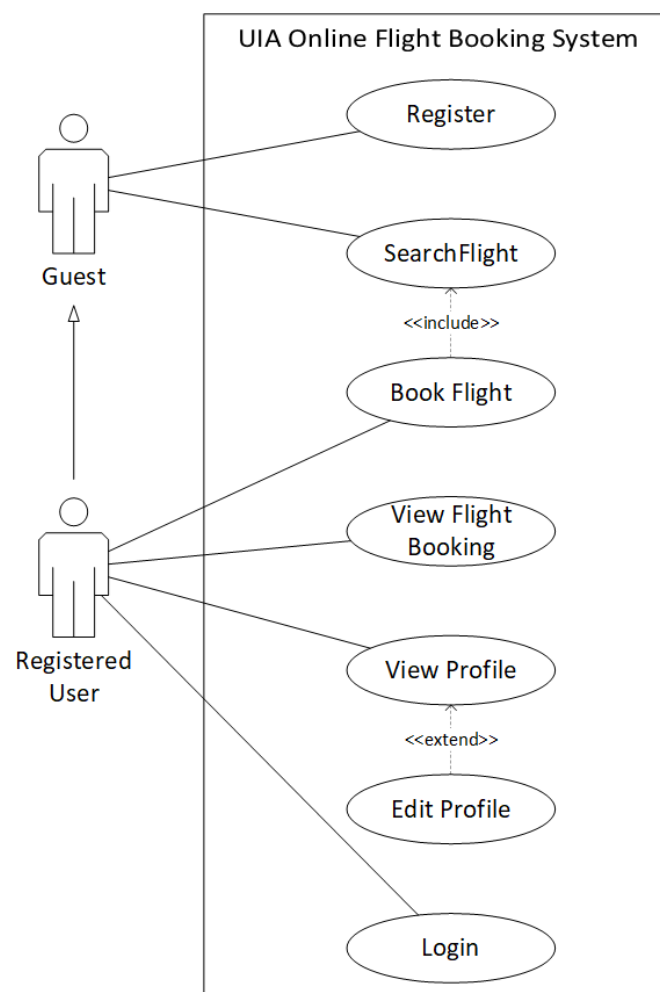 UIA Online Flight Booking System
Register
Guest
SearchFlight
<<include>>
Book Flight
View Flight
Booking
Registered
User
View Profile
<<extend>>
Edit Profile
Login